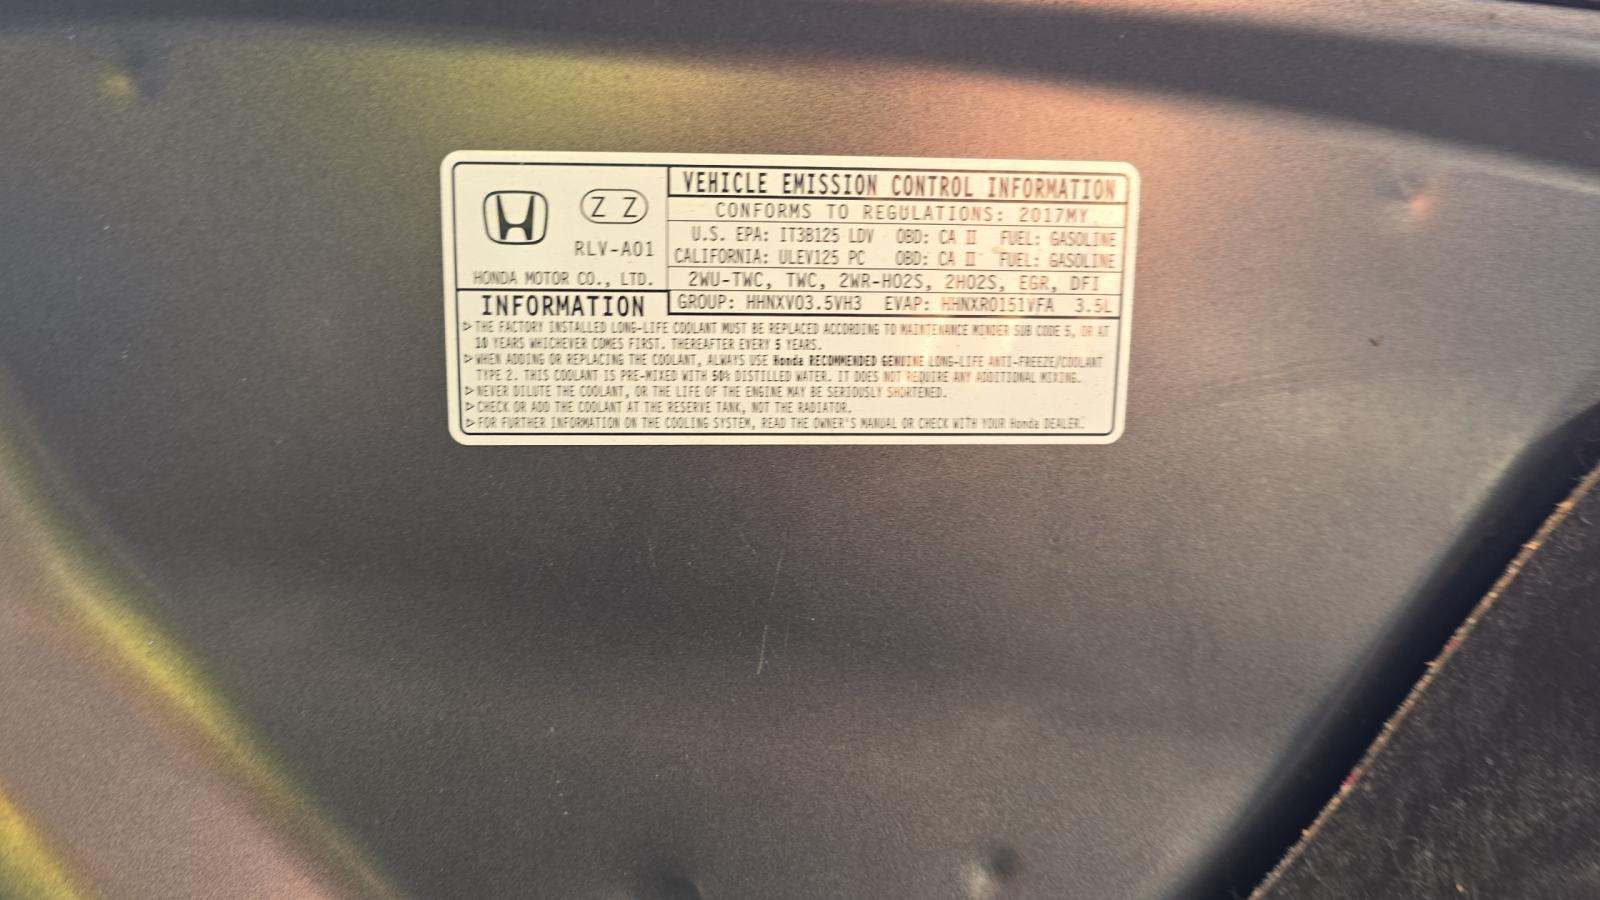 Z Z
RLV-A01
HONDA MOTOR CO., LTD.
VEHICLE EMISSION CONTROL INFORMATION
CONFORMS TO REGULATIONS: 2017MY
U.S. EPA: IT3B125 LDV OBD: CA II FUEL: GASOLINE
CALIFORNIA: ULEV125 PC OBD: CA II FUEL: GASOLINE
2WU-TWC, TWC, 2WR-HO2S, 2HO2S, EGR, DFI
GROUP: HHNXV03.5VH3 EVAP: HHNXR0151VFA 3.5L
INFORMATION
▷THE FACTORY INSTALLED LONG-LIFE COOLANT MUST BE REPLACED ACCORDING TO MAINTENANCE MINDER SUB CODE 5, OR AT
10 YEARS WHICHEVER COMES FIRST. THEREAFTER EVERY 5 YEARS.
▷WHEN ADDING OR REPLACING THE COOLANT, ALWAYS USE Honda RECOMMENDED GENUINE LONG-LIFE ANTI-FREEZE/COOLANT
TYPE 2. THIS COOLANT IS PRE-MIXED WITH 50% DISTILLED WATER. IT DOES NOT REQUIRE ANY ADDITIONAL MIXING.
▷NEVER DILUTE THE COOLANT, OR THE LIFE OF THE ENGINE MAY BE SERIOUSLY SHORTENED.
▷CHECK OR ADD THE COOLANT AT THE RESERVE TANK, NOT THE RADIATOR.
▷FOR FURTHER INFORMATION ON THE COOLING SYSTEM, READ THE OWNER'S MANUAL OR CHECK WITH YOUR Honda DEALER.